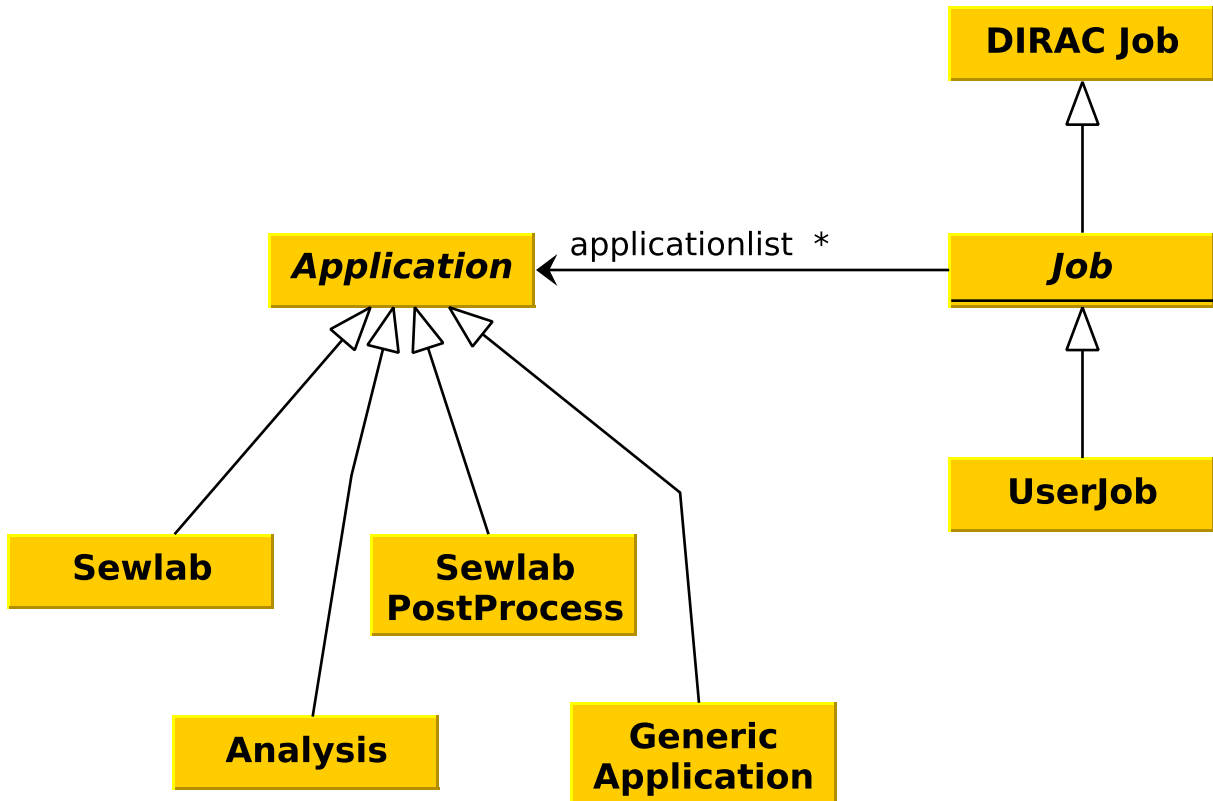 DIRAC Job
applicationlist *
Application
Job
UserJob
Sewlab
Sewlab
PostProcess
Analysis
Generic
Application